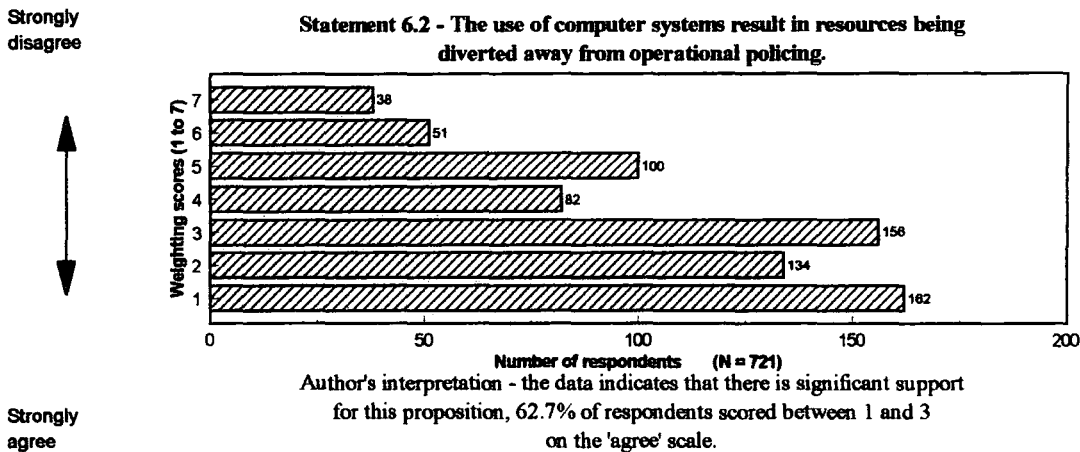 Strongly
disagree
Statement 6.2 - The use of computer systems result in resources being
diverted away from operational policing.
Weighting scores (1 to 7)
7
38
6
51
5
100
4
82
3
156
2
134
1
162
0
50
100
150
200
Number of respondents (N = 721)
Author's interpretation - the data indicates that there is significant support
for this proposition, 62.7% of respondents scored between 1 and 3
on the 'agree' scale.
Strongly
agree